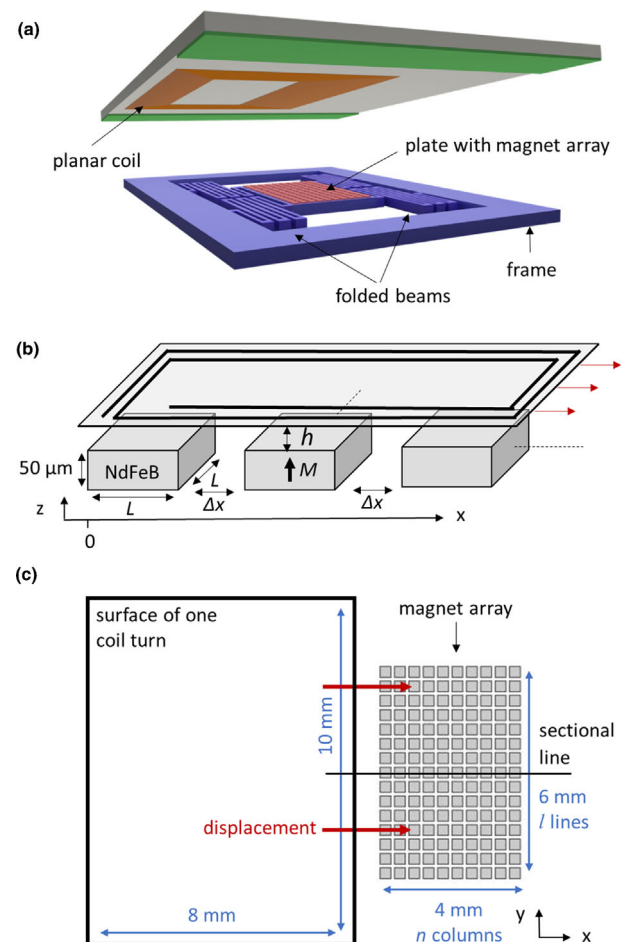 (a)
planar coil
plate with magnet array
folded beams
frame
(b)
h
50 µm
NdFeB
M
L
L
Δx
Δx
z
x
0
(c)
surface of one
coil turn
magnet array
10 mm
sectional
line
6 mm
l lines
displacement
8 mm
4 mm
n columns
y
x